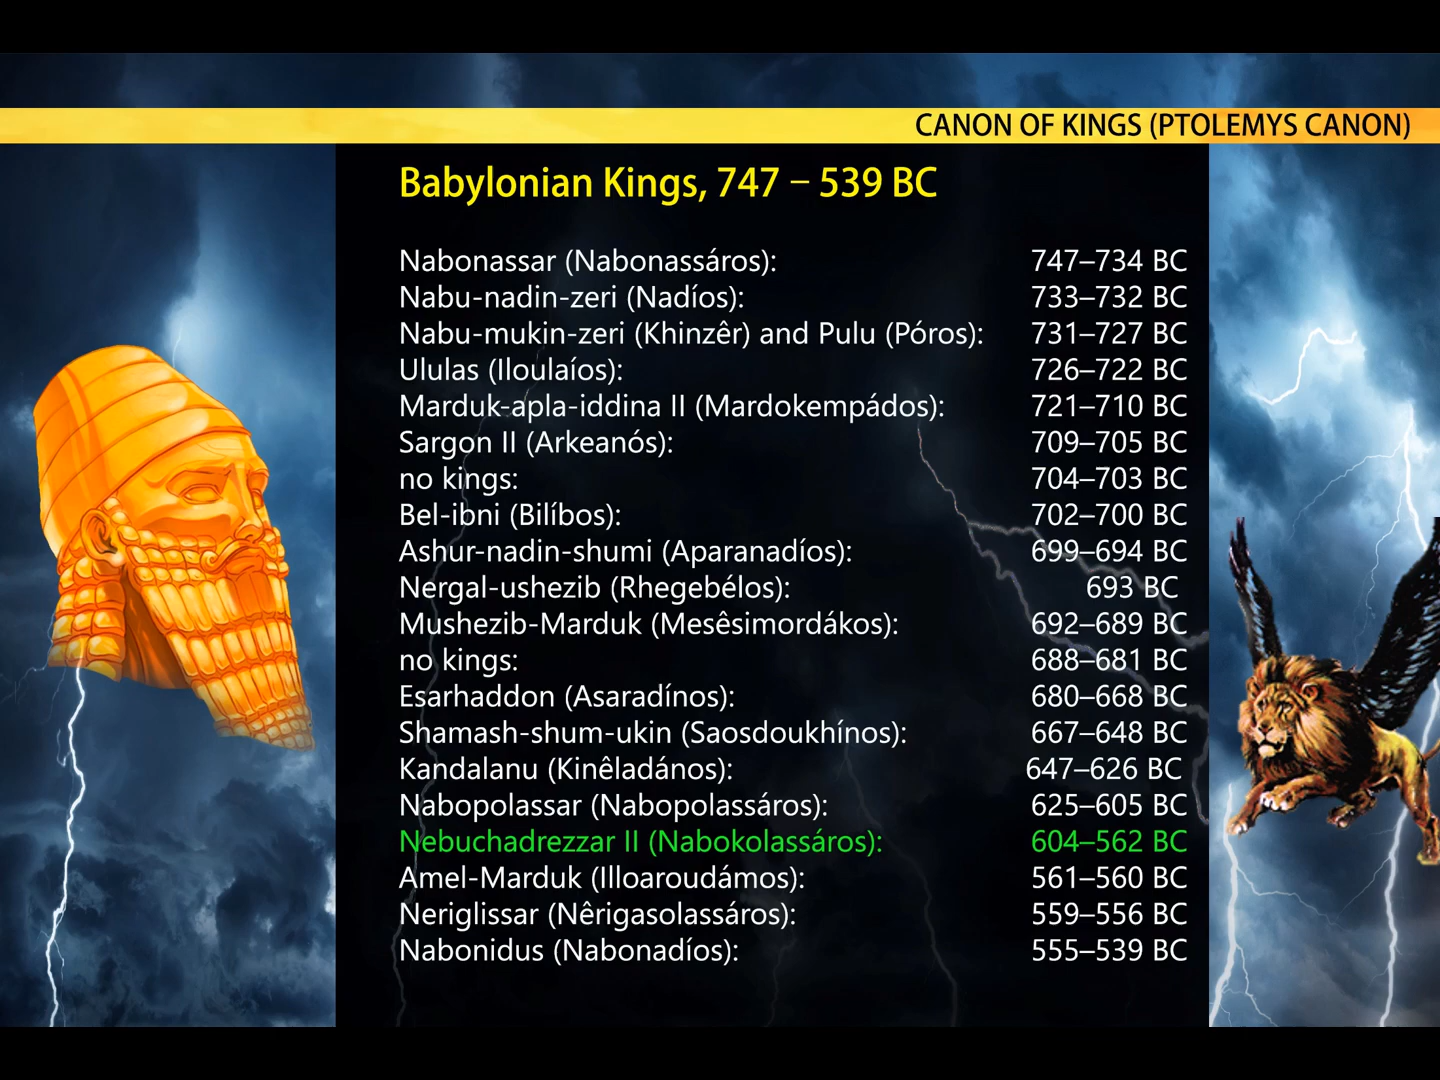 CANON OF KINGS (PTOLEMYS CANON)
Babylonian Kings, 747 – 539 BC
Nabonassar (Nabonassáros): 747–734 BC
Nabu-nadin-zeri (Nadíos): 733–732 BC
Nabu-mukin-zeri (Khinzêr) and Pulu (Póros): 731–727 BC
Ululas (Iloulaíos): 726–722 BC
Marduk-apla-iddina II (Mardokempádos): 721–710 BC
Sargon II (Arkeanós): 709–705 BC
no kings: 704–703 BC
Bel-ibni (Bilíbos): 702–700 BC
Ashur-nadin-shumi (Aparanadíos): 699–694 BC
Nergal-ushezib (Rhegebélos): 693 BC
Mushezib-Marduk (Mesêsimordákos): 692–689 BC
no kings: 688–681 BC
Esarhaddon (Asaradínos): 680–668 BC
Shamash-shum-ukin (Saosdoukhínos): 667–648 BC
Kandalanu (Kinêladános): 647–626 BC
Nabopolassar (Nabopolassáros): 625–605 BC
Nebuchadrezzar II (Nabokolassáros): 604–562 BC
Amel-Marduk (Illoaroudámos): 561–560 BC
Neriglissar (Nêrigasolassáros): 559–556 BC
Nabonidus (Nabonadíos): 555–539 BC